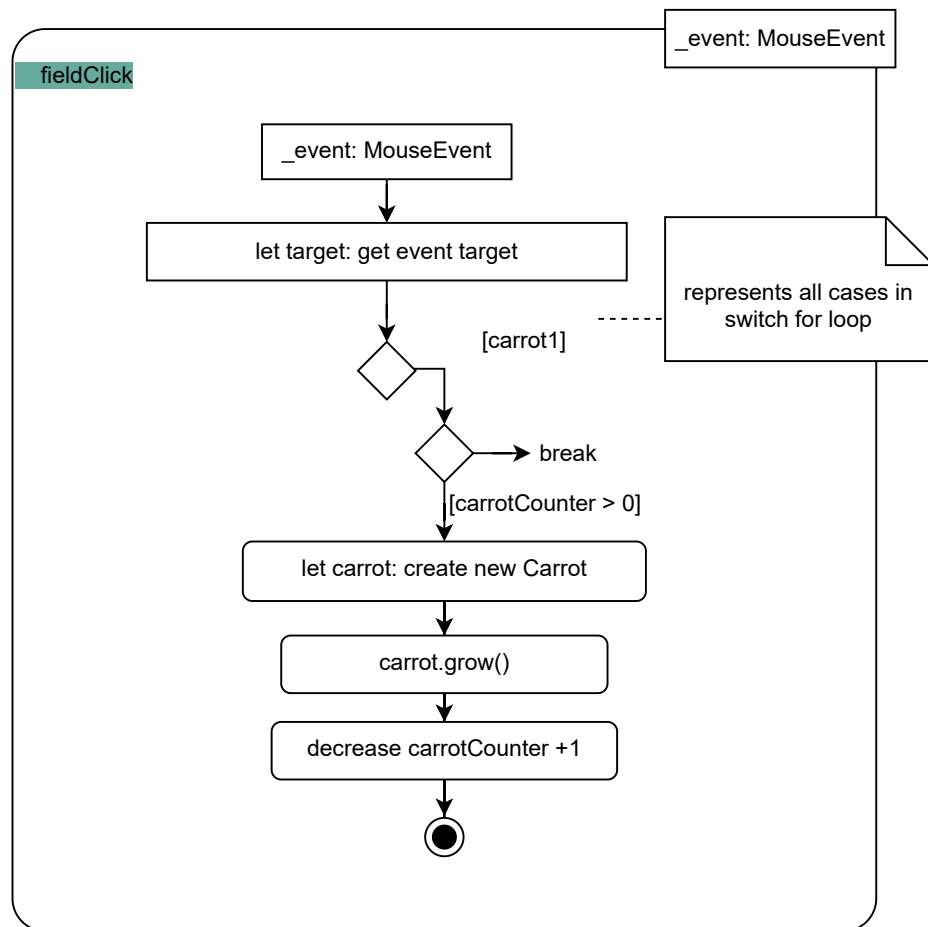 _event: MouseEvent
fieldClick
_event: MouseEvent
let target: get event target
represents all cases in
switch for loop
[carrot1]
break
[carrotCounter > 0]
let carrot: create new Carrot
carrot.grow()
decrease carrotCounter +1